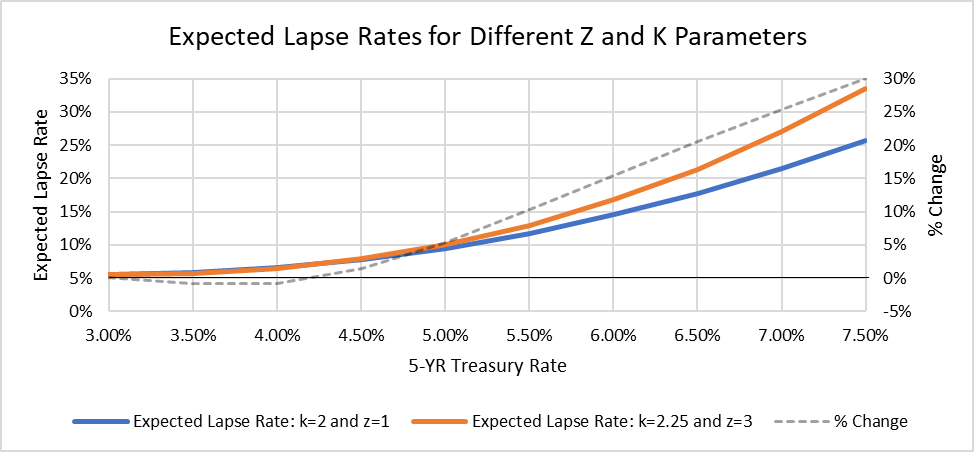 Expected Lapse Rates for Different Z and K Parameters
35%
30%
25%
20%
15%
10%
5%
0%
Expected Lapse Rate
30%
25%
20%
15%
10%
5%
0%
-5%
% Change
3.00% 3.50% 4.00% 4.50% 5.00% 5.50% 6.00% 6.50% 7.00% 7.50%
5-YR Treasury Rate
Expected Lapse Rate: k=2 and z=1 Expected Lapse Rate: k=2.25 and z=3 % Change